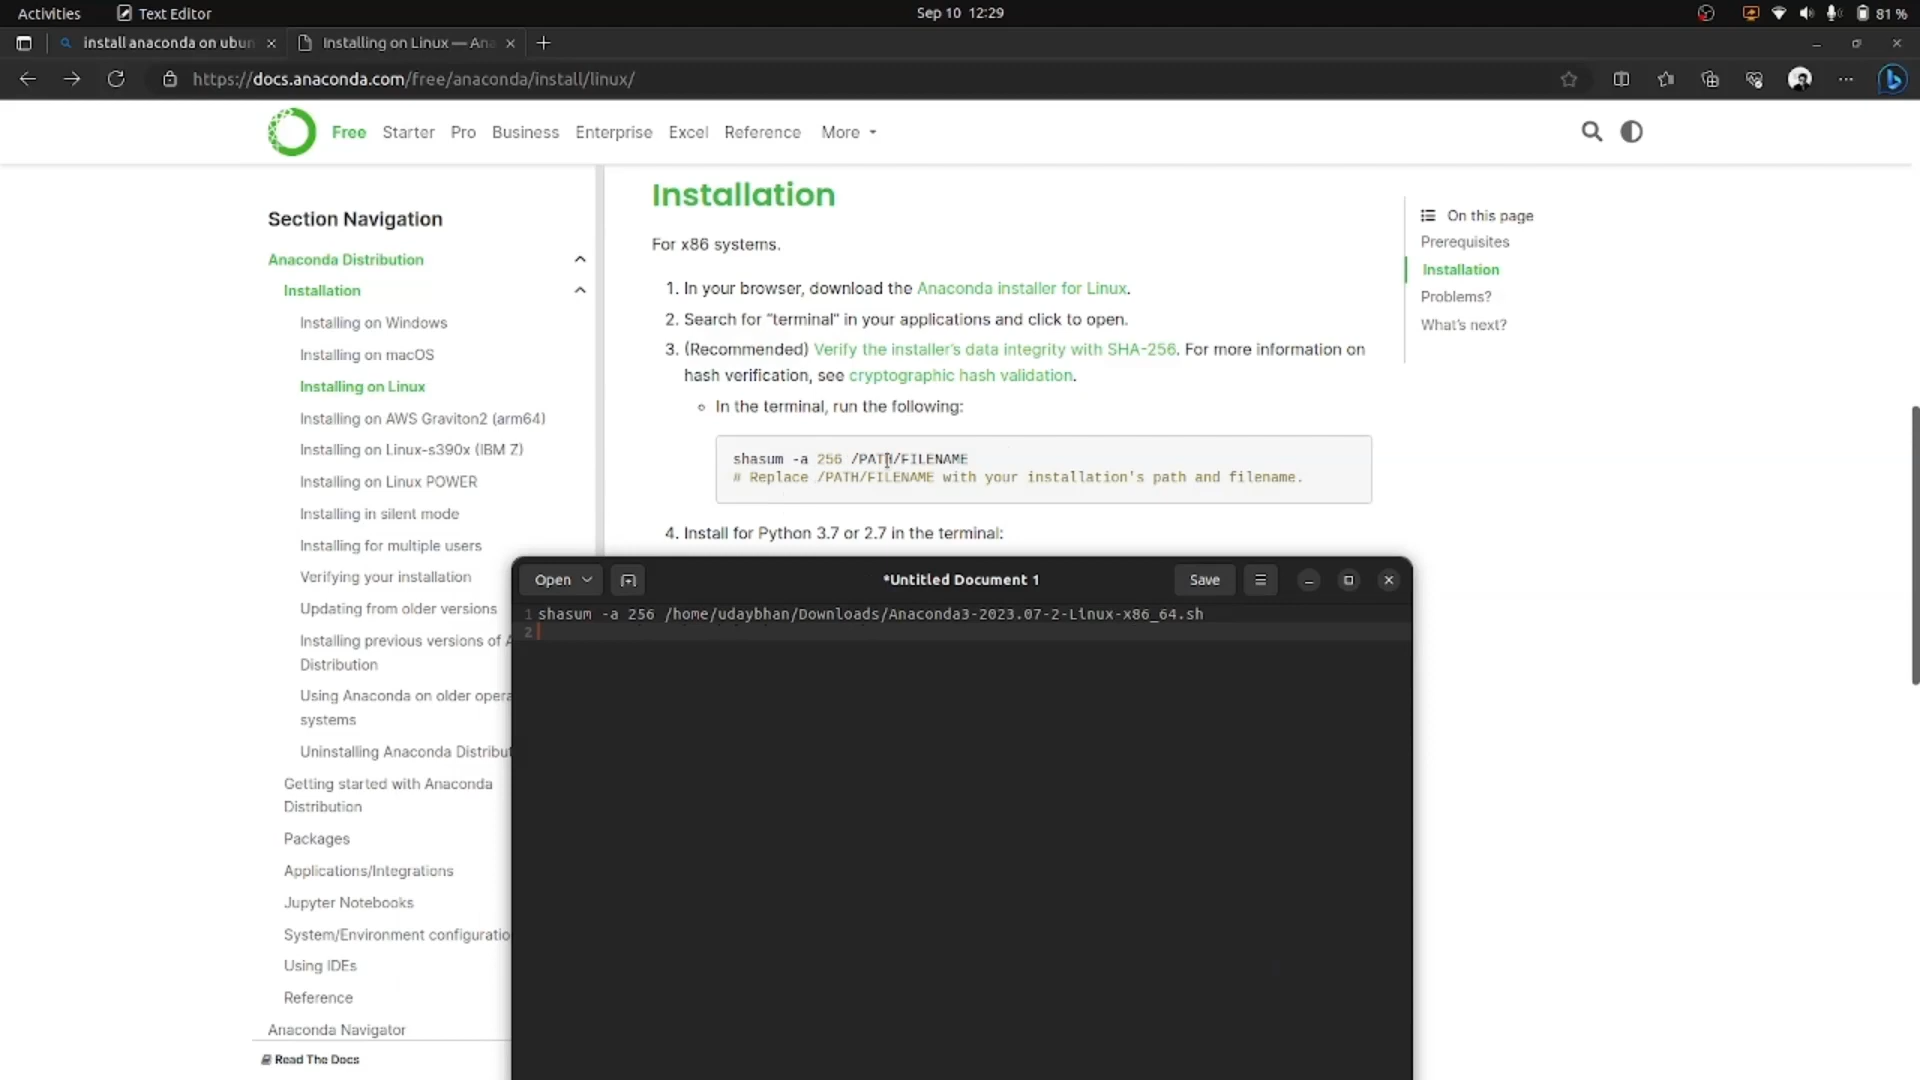 Activities
Text Editor
Sep 10 12:29
81 %
install anaconda on ubun
Installing on Linux — Ana
https://docs.anaconda.com/free/anaconda/install/linux/
Free Starter Pro Business Enterprise Excel Reference More
Section Navigation
Anaconda Distribution
Installation
Installing on Windows
Installing on macOS
Installing on Linux
Installing on AWS Graviton2 (arm64)
Installing on Linux-s390x (IBM Z)
Installing on Linux POWER
Installing in silent mode
Installing for multiple users
Verifying your installation
Updating from older versions
Installing previous versions of A
Distribution
Using Anaconda on older opera
systems
Uninstalling Anaconda Distribut
Getting started with Anaconda
Distribution
Packages
Applications/Integrations
Jupyter Notebooks
System/Environment configuratio
Using IDEs
Reference
Anaconda Navigator
Read The Docs
Installation
For x86 systems.
1. In your browser, download the Anaconda installer for Linux.
2. Search for “terminal” in your applications and click to open.
3. (Recommended) Verify the installer’s data integrity with SHA-256. For more information on
hash verification, see cryptographic hash validation.
In the terminal, run the following:
shasum -a 256 /PATH/FILENAME
# Replace /PATH/FILENAME with your installation's path and filename.
4. Install for Python 3.7 or 2.7 in the terminal:
On this page
Prerequisites
Installation
Problems?
What’s next?
Open
*Untitled Document 1
Save
1 shasum -a 256 /home/udaybhan/Downloads/Anaconda3-2023.07-2-Linux-x86_64.sh
2